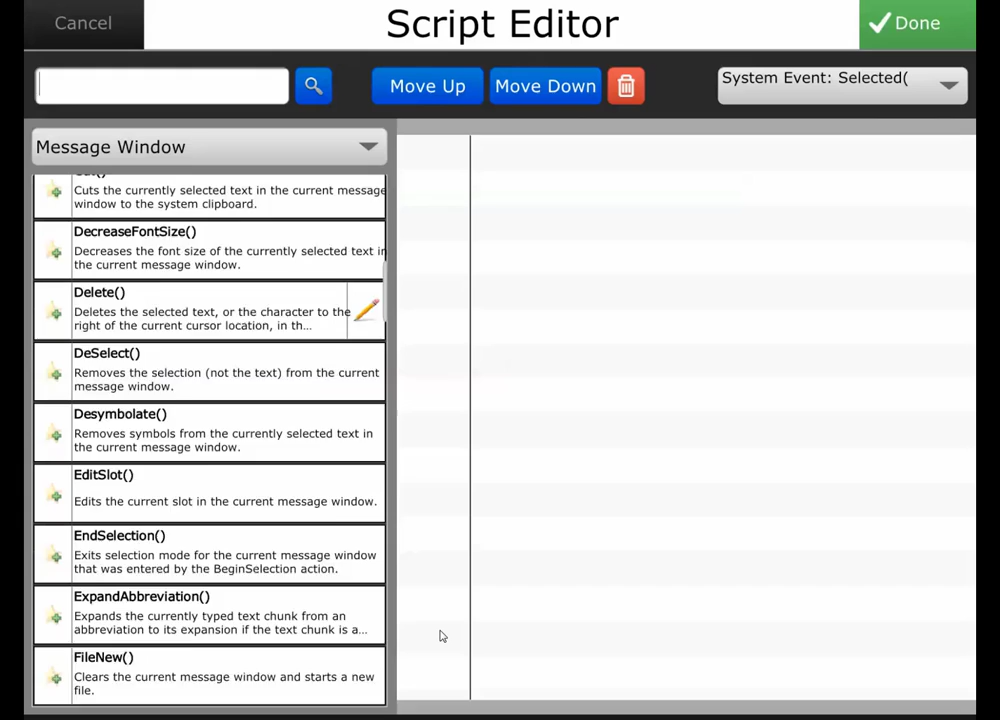 Cancel
Script Editor
Done
Move Up
Move Down
System Event: Selected(
Message Window
Cuts the currently selected text in the current message
window to the system clipboard.
DecreaseFontSize()
Decreases the font size of the currently selected text in
the current message window.
Delete()
Deletes the selected text, or the character to the
right of the current cursor location, in th...
DeSelect()
Removes the selection (not the text) from the current
message window.
Desymbolate()
Removes symbols from the currently selected text in
the current message window.
EditSlot()
Edits the current slot in the current message window.
EndSelection()
Exits selection mode for the current message window
that was entered by the BeginSelection action.
ExpandAbbreviation()
Expands the currently typed text chunk from an
abbreviation to its expansion if the text chunk is a...
FileNew()
Clears the current message window and starts a new
file.